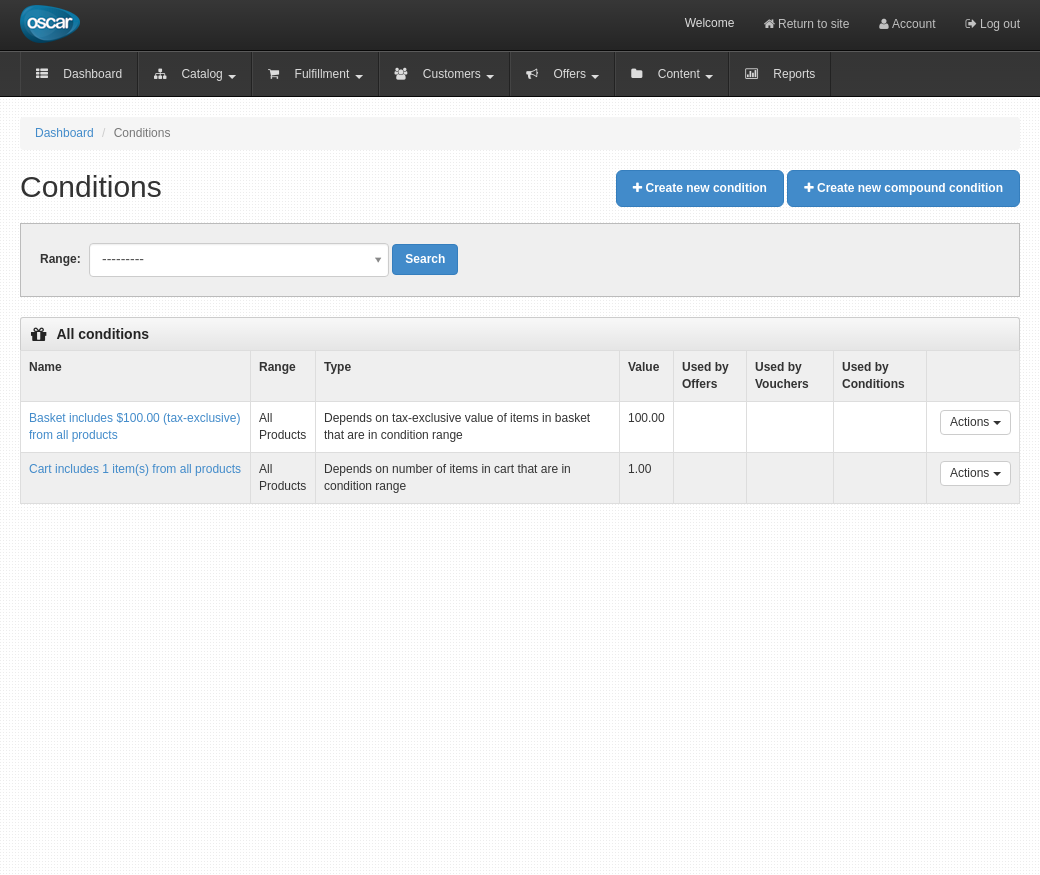 oscar
Welcome Return to site Account Log out
Dashboard Catalog Fulfillment Customers Offers Content Reports
Dashboard / Conditions
Conditions
Create new condition Create new compound condition
Range: --------- Search
All conditions
Name Range Type Value Used by Offers Used by Vouchers Used by Conditions
Basket includes $100.00 (tax-exclusive) from all products All Products Depends on tax-exclusive value of items in basket that are in condition range 100.00 Actions
Cart includes 1 item(s) from all products All Products Depends on number of items in cart that are in condition range 1.00 Actions